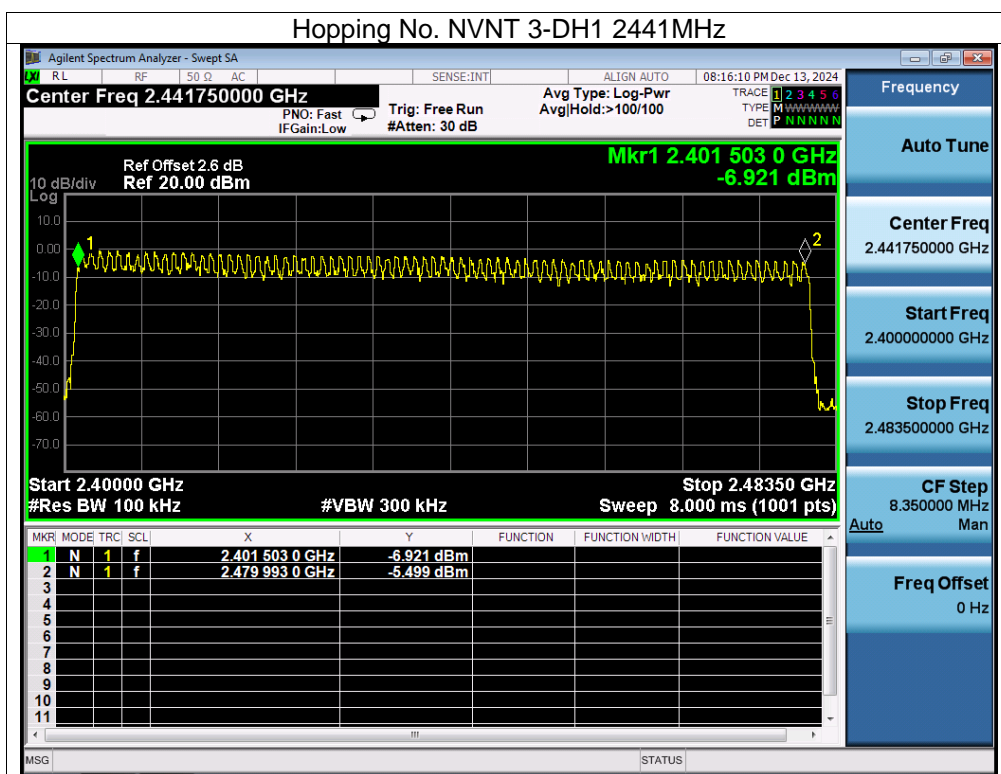 Hopping No. NVNT 3-DH1 2441MHz
Agilent Spectrum Analyzer - Swept SA
LXI RL RF 50 Ω AC SENSE:INT ALIGN AUTO 08:16:10 PM Dec 13, 2024
Center Freq 2.441750000 GHz
PNO: Fast
IFGain:Low
Trig: Free Run
#Atten: 30 dB
Avg Type: Log-Pwr
Avg|Hold:>100/100
TRACE 1 2 3 4 5 6
TYPE M WWWWW
DET P N N N N N
Frequency
Auto Tune
Center Freq
2.441750000 GHz
Start Freq
2.400000000 GHz
Stop Freq
2.483500000 GHz
CF Step
8.350000 MHz
Auto Man
Freq Offset
0 Hz
Ref Offset 2.6 dB
10 dB/div Ref 20.00 dBm
Log
Mkr1 2.401 503 0 GHz
-6.921 dBm
10.0
0.00
-10.0
-20.0
-30.0
-40.0
-50.0
-60.0
-70.0
1
2
Start 2.40000 GHz Stop 2.48350 GHz
#Res BW 100 kHz #VBW 300 kHz Sweep 8.000 ms (1001 pts)
MKR MODE TRC SCL X Y FUNCTION FUNCTION WIDTH FUNCTION VALUE
1 N 1 f 2.401 503 0 GHz -6.921 dBm
2 N 1 f 2.479 993 0 GHz -5.499 dBm
3
4
5
6
7
8
9
10
11
MSG STATUS